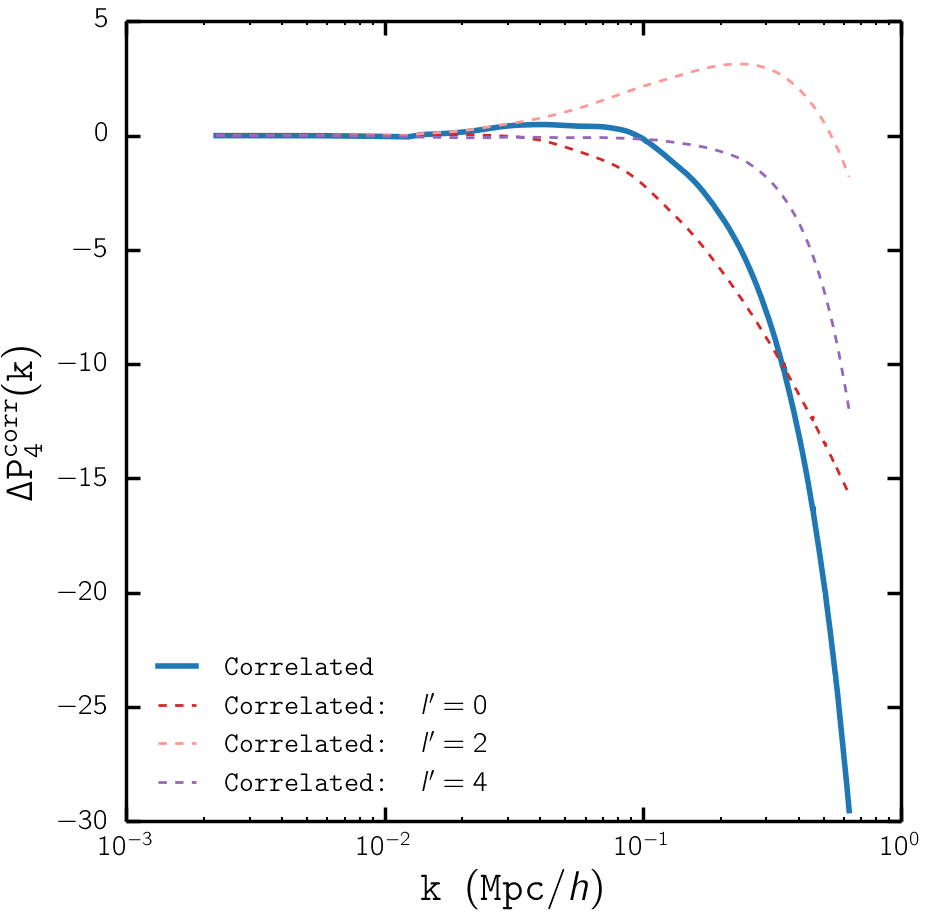 5
0
−5
−10
−15
−20
−25
−30
ΔP₄ᶜᵒʳʳ(k)
Correlated
Correlated: l′ = 0
Correlated: l′ = 2
Correlated: l′ = 4
10⁻³ 10⁻² 10⁻¹ 10⁰
k (Mpc/h)